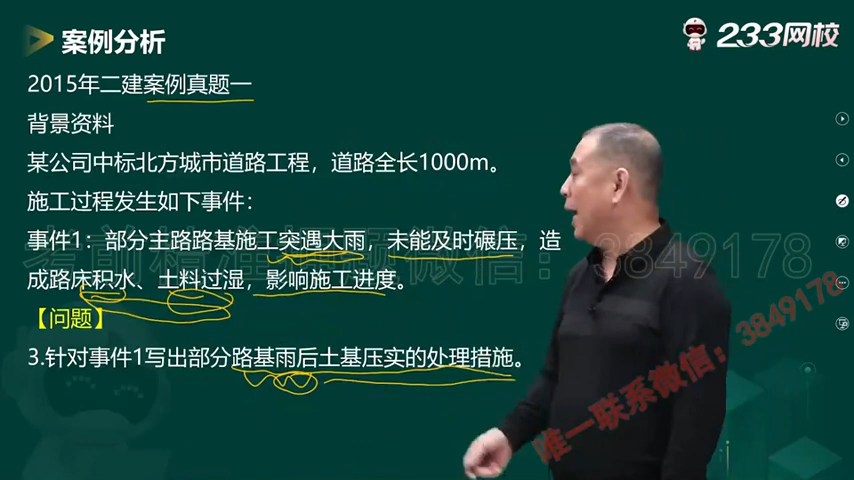 案例分析
233网校
2015年二建案例真题一
背景资料
某公司中标北方城市道路工程，道路全长1000m。
施工过程发生如下事件：
事件1：部分主路路基施工突遇大雨，未能及时碾压，造
成路床积水、土料过湿，影响施工进度。
【问题】
3.针对事件1写出部分路基雨后土基压实的处理措施。
微信：3849178
唯一联系微信：3849178